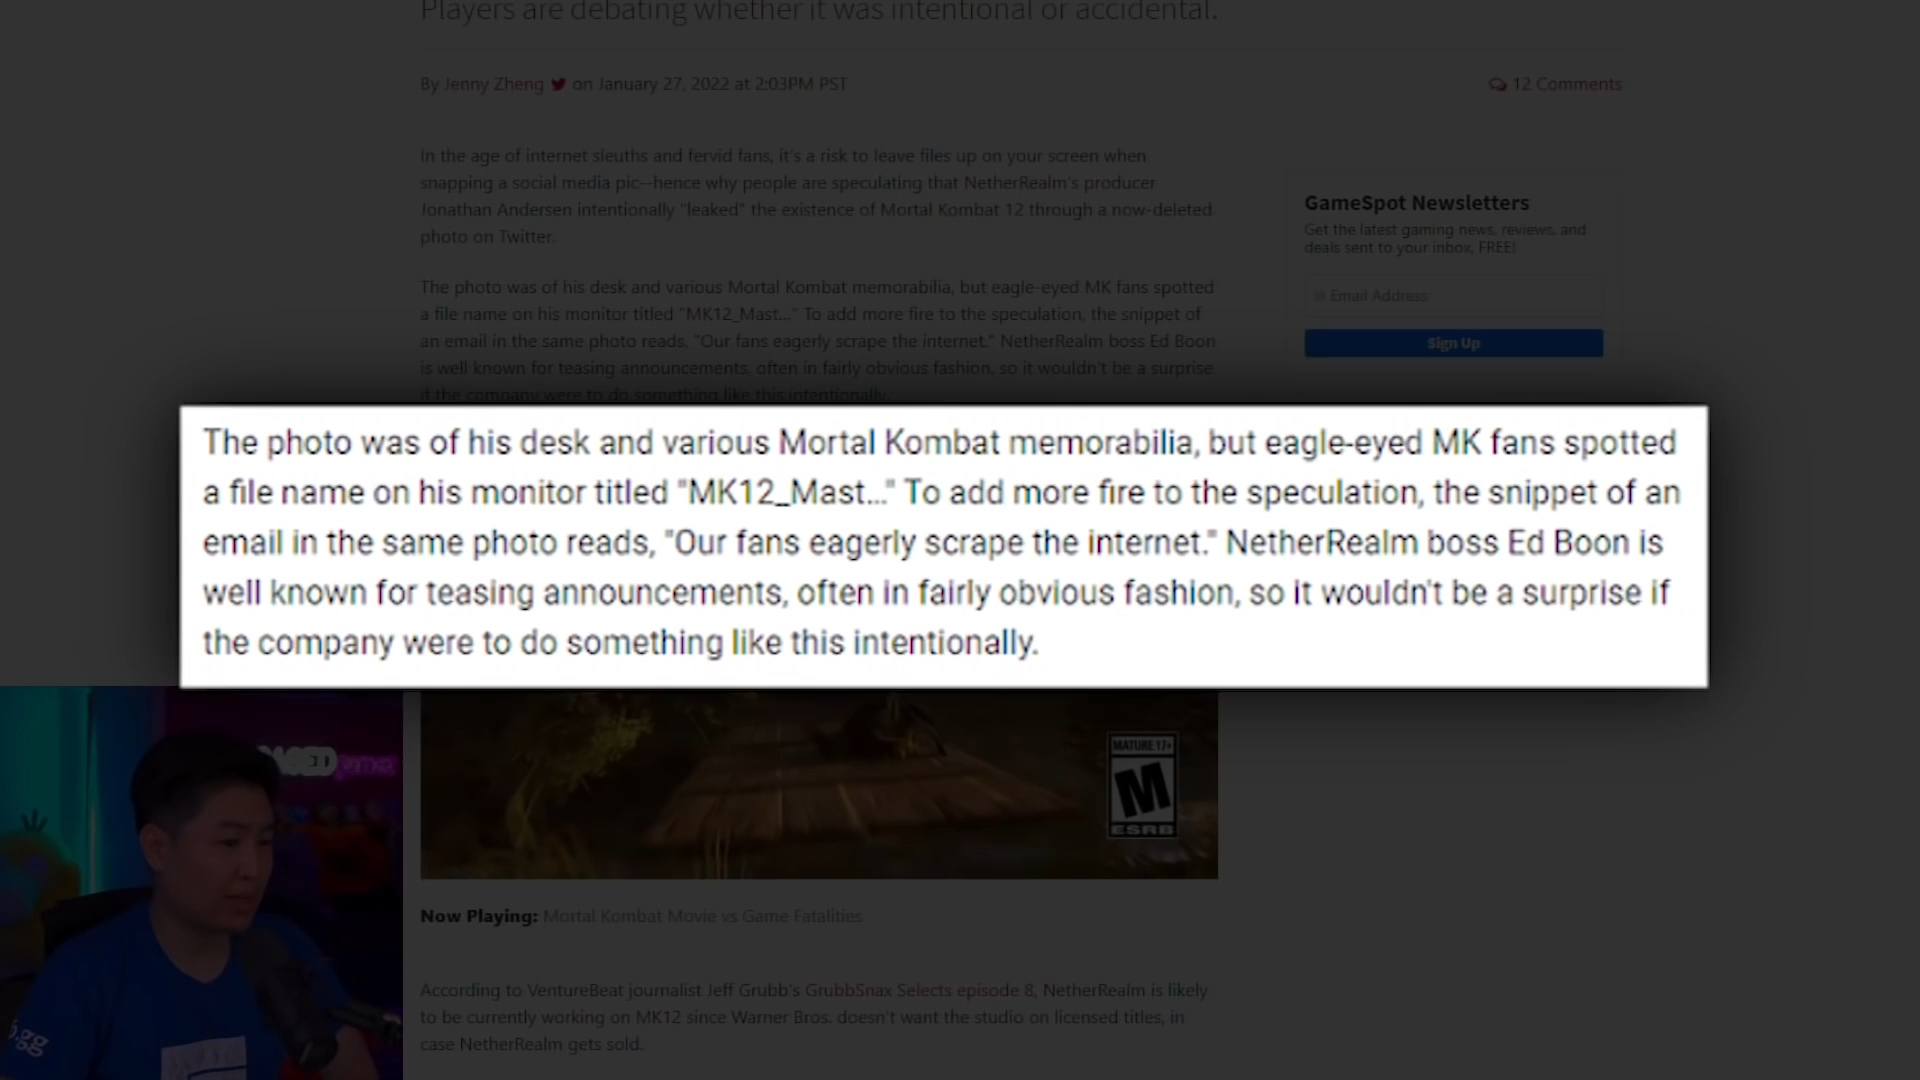 Players are debating whether it was intentional or accidental.
By Jenny Zheng on January 27, 2022 at 2:03PM PST
12 Comments
In the age of internet sleuths and fervid fans, it's a risk to leave files up on your screen when
snapping a social media pic--hence why people are speculating that NetherRealm's producer
Jonathan Andersen intentionally "leaked" the existence of Mortal Kombat 12 through a now-deleted
photo on Twitter.
GameSpot Newsletters
Get the latest gaming news, reviews, and
deals sent to your inbox, FREE!
Email Address
Sign Up
The photo was of his desk and various Mortal Kombat memorabilia, but eagle-eyed MK fans spotted
a file name on his monitor titled "MK12_Mast..." To add more fire to the speculation, the snippet of
an email in the same photo reads, "Our fans eagerly scrape the internet." NetherRealm boss Ed Boon
is well known for teasing announcements, often in fairly obvious fashion, so it wouldn't be a surprise
if the company were to do something like this intentionally.
The photo was of his desk and various Mortal Kombat memorabilia, but eagle-eyed MK fans spotted
a file name on his monitor titled "MK12_Mast..." To add more fire to the speculation, the snippet of an
email in the same photo reads, "Our fans eagerly scrape the internet." NetherRealm boss Ed Boon is
well known for teasing announcements, often in fairly obvious fashion, so it wouldn't be a surprise if
the company were to do something like this intentionally.
MATURE 17+
M
ESRB
Now Playing: Mortal Kombat Movie vs Game Fatalities
According to VentureBeat journalist Jeff Grubb's GrubbSnax Selects episode 8, NetherRealm is likely
to be currently working on MK12 since Warner Bros. doesn't want the studio on licensed titles, in
case NetherRealm gets sold.